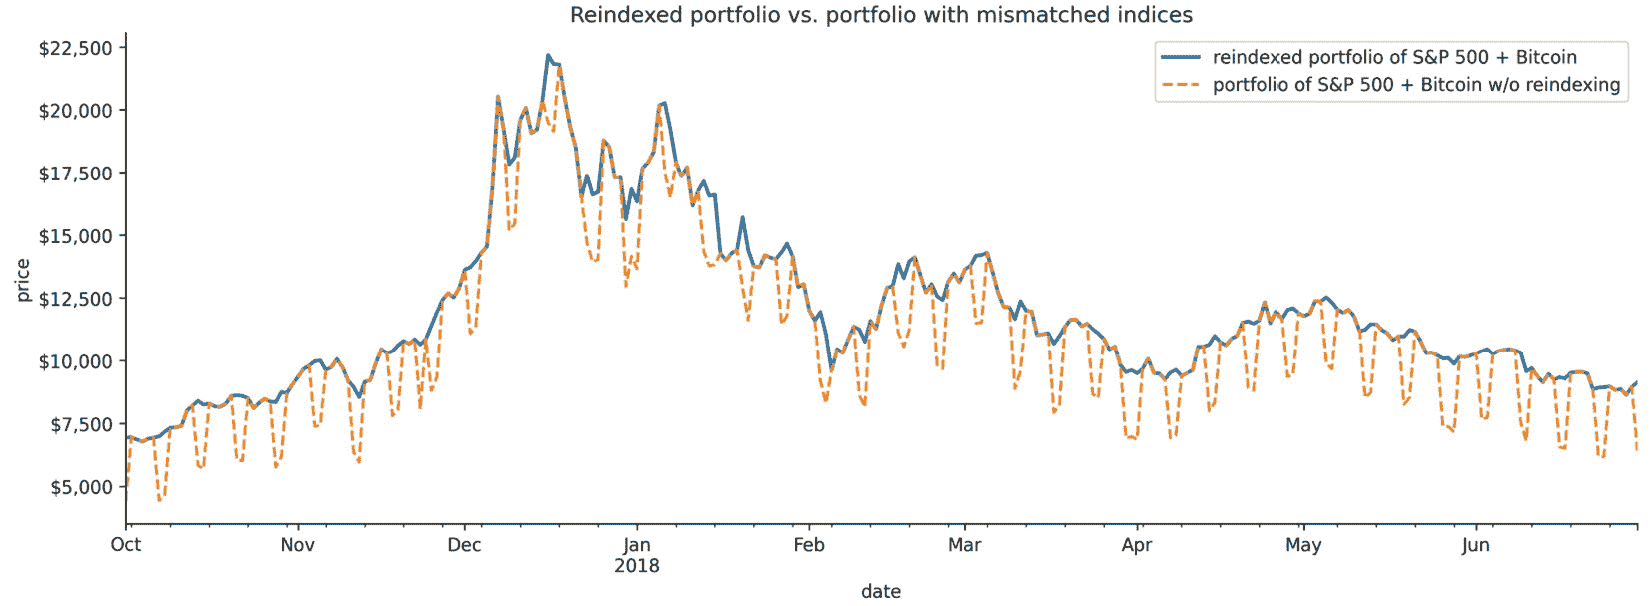 Reindexed portfolio vs. portfolio with mismatched indices
reindexed portfolio of S&P 500 + Bitcoin
portfolio of S&P 500 + Bitcoin w/o reindexing
price
$22,500
$20,000
$17,500
$15,000
$12,500
$10,000
$7,500
$5,000
Oct Nov Dec Jan Feb Mar Apr May Jun
2018
date